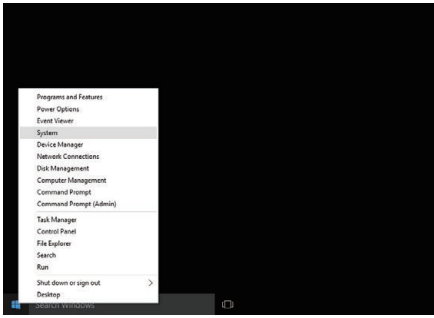 Programs and Features
Power Options
Event Viewer
System
Device Manager
Network Connections
Disk Management
Computer Management
Command Prompt
Command Prompt (Admin)
Task Manager
Control Panel
File Explorer
Search
Run
Shut down or sign out
Desktop
Search Windows